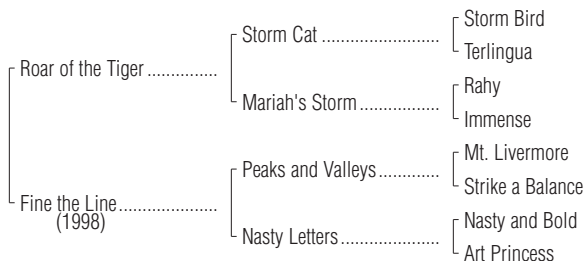 Storm Bird
Storm Cat ........................
Terlingua
Roar of the Tiger ..............
Rahy
Mariah's Storm ................
Immense
Mt. Livermore
Peaks and Valleys .............
Strike a Balance
Fine the Line ....................
(1998)
Nasty and Bold
Nasty Letters ....................
Art Princess